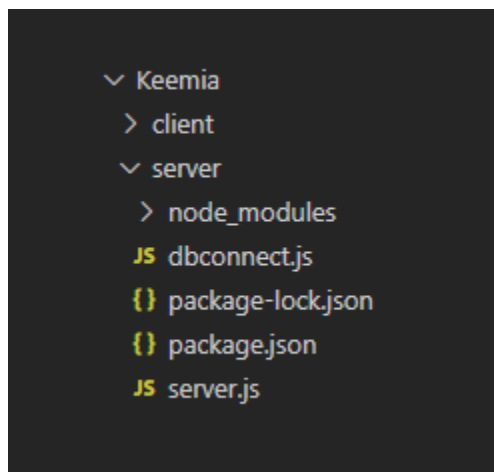 Keemia
client
server
node_modules
JS dbconnect.js
{} package-lock.json
{} package.json
JS server.js